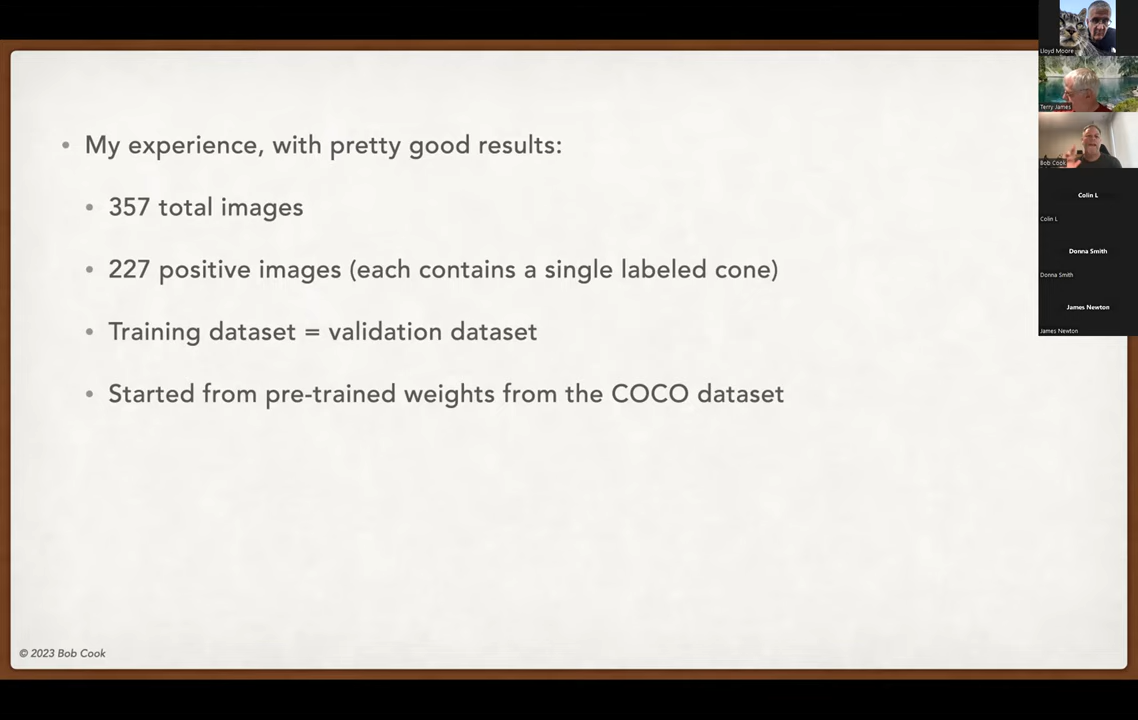 • My experience, with pretty good results:
• 357 total images
• 227 positive images (each contains a single labeled cone)
• Training dataset = validation dataset
• Started from pre-trained weights from the COCO dataset
© 2023 Bob Cook
Lloyd Moore
Terry James
Bob Cook
Colin L
Colin L
Donna Smith
Donna Smith
James Newton
James Newton